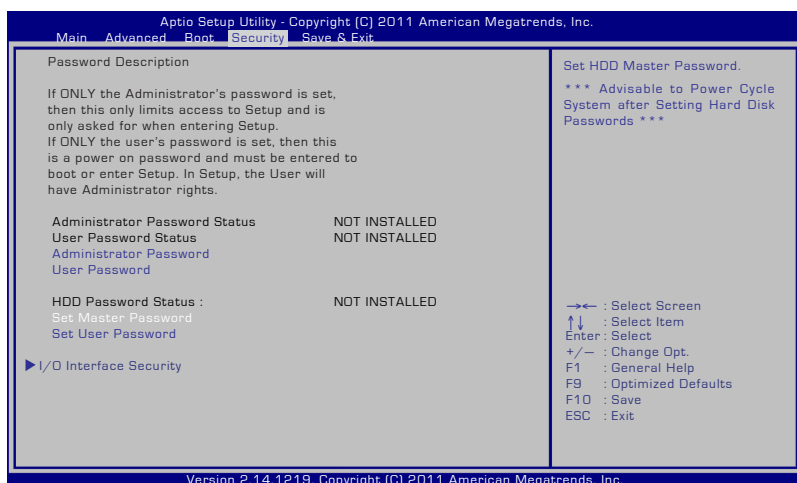 Aptio Setup Utility - Copyright (C) 2011 American Megatrends, Inc.
Main Advanced Boot Security Save & Exit
Password Description
If ONLY the Administrator's password is set,
then this only limits access to Setup and is
only asked for when entering Setup.
If ONLY the user's password is set, then this
is a power on password and must be entered to
boot or enter Setup. In Setup, the User will
have Administrator rights.
Administrator Password Status NOT INSTALLED
User Password Status NOT INSTALLED
Administrator Password
User Password
HDD Password Status : NOT INSTALLED
Set Master Password
Set User Password
▶ I/O Interface Security
Set HDD Master Password.
*** Advisable to Power Cycle
System after Setting Hard Disk
Passwords ***
→← : Select Screen
↑↓ : Select Item
Enter : Select
+/— : Change Opt.
F1 : General Help
F9 : Optimized Defaults
F10 : Save
ESC : Exit
Version 2.14.1219. Copyright (C) 2011 American Megatrends, Inc.